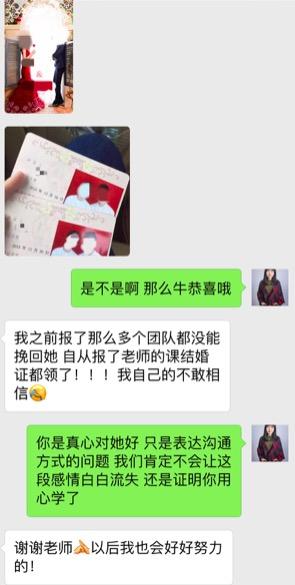 是不是啊 那么牛恭喜哦
我之前报了那么多个团队都没能
挽回她 自从报了老师的课结婚
证都领了！！！我自己的不敢相
信
你是真心对她好 只是表达沟通
方式的问题 我们肯定不会让这
段感情白白流失 还是证明你用
心学了
谢谢老师 以后我也会好好努力
的！